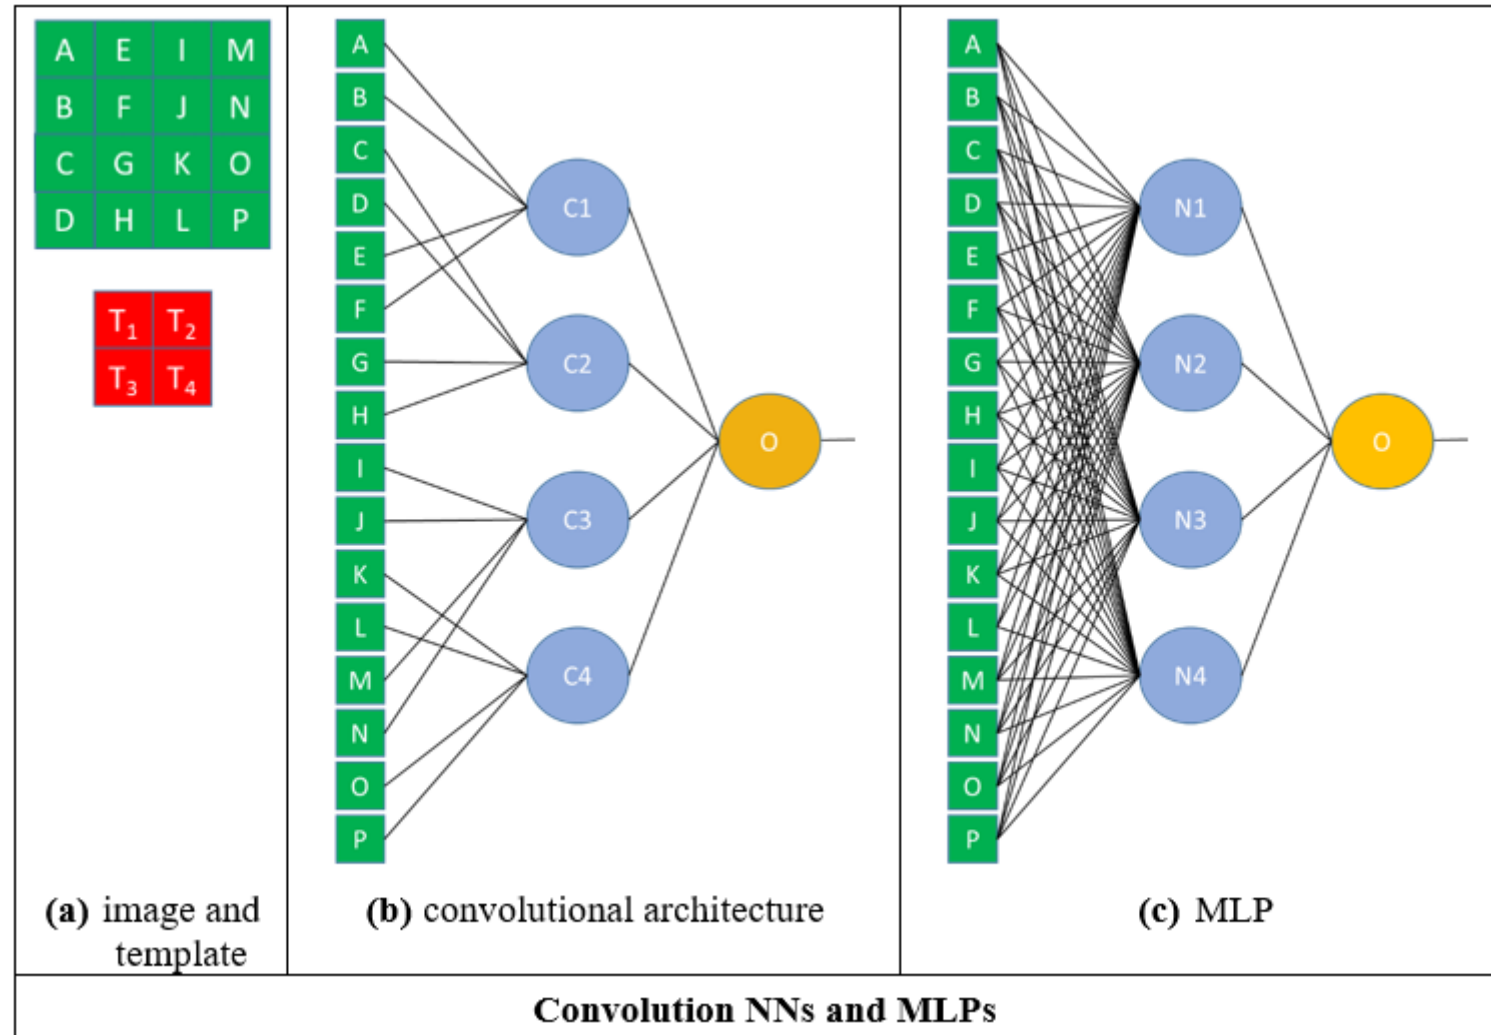 A E I M
B F J N
C G K O
D H L P
T1 T2
T3 T4
(a) image and
template
A
B
C
D
E
F
G
H
I
J
K
L
M
N
O
P
C1
C2
C3
C4
O
(b) convolutional architecture
A
B
C
D
E
F
G
H
I
J
K
L
M
N
O
P
N1
N2
N3
N4
O
(c) MLP
Convolution NNs and MLPs